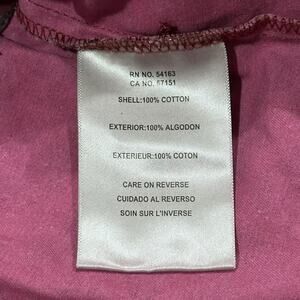 RN NO. 54163
CA NO. 57151
SHELL:100% COTTON
EXTERIOR:100% ALGODON
EXTERIEUR:100% COTON
CARE ON REVERSE
CUIDADO AL REVERSO
SOIN SUR L'INVERSE